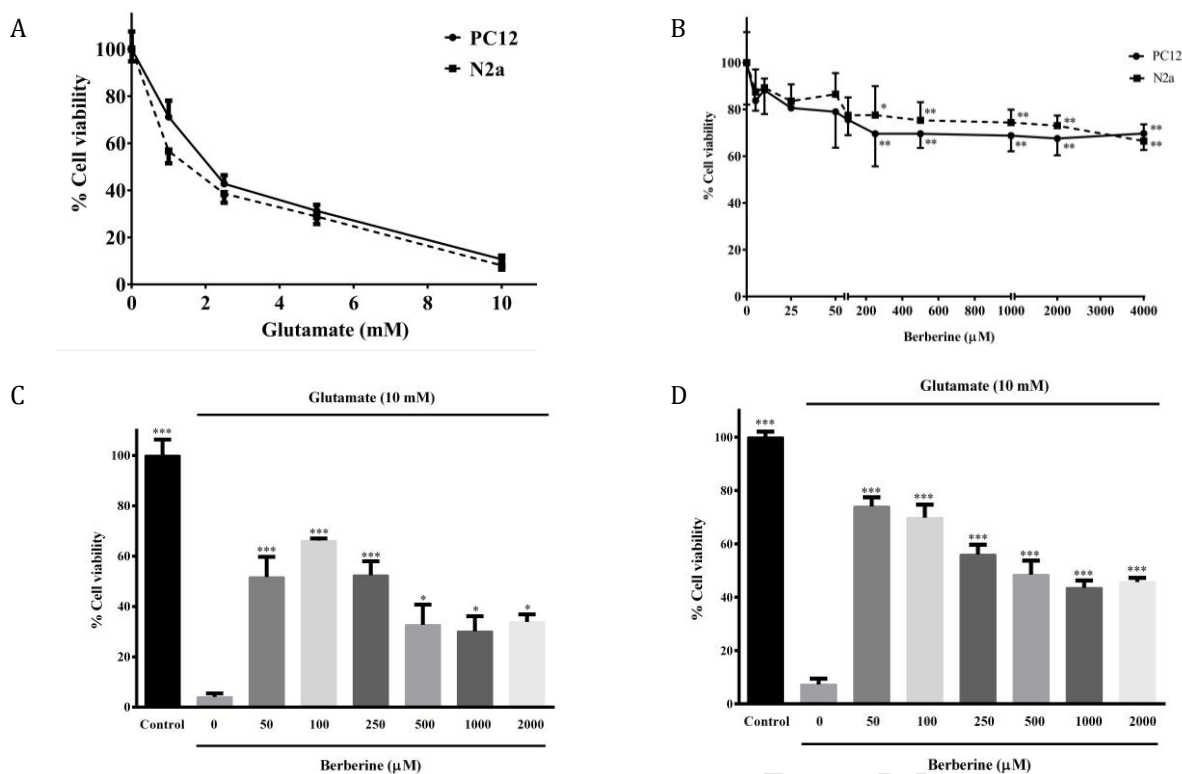 A
% Cell viability
100
80
60
40
20
0
PC12
N2a
0 2 4 6 8 10
Glutamate (mM)
B
% Cell viability
100
80
60
40
20
0
PC12
N2a
* ** ** ** **
** ** ** ** **
0 25 50 200 400 600 800 1000 2000 3000 4000
Berberine (µM)
C
Glutamate (10 mM)
% Cell viability
100
80
60
40
20
0
*** *** *** *** * * *
Control 0 50 100 250 500 1000 2000
Berberine (µM)
D
Glutamate (10 mM)
% Cell viability
100
80
60
40
20
0
*** *** *** *** *** *** ***
Control 0 50 100 250 500 1000 2000
Berberine (µM)